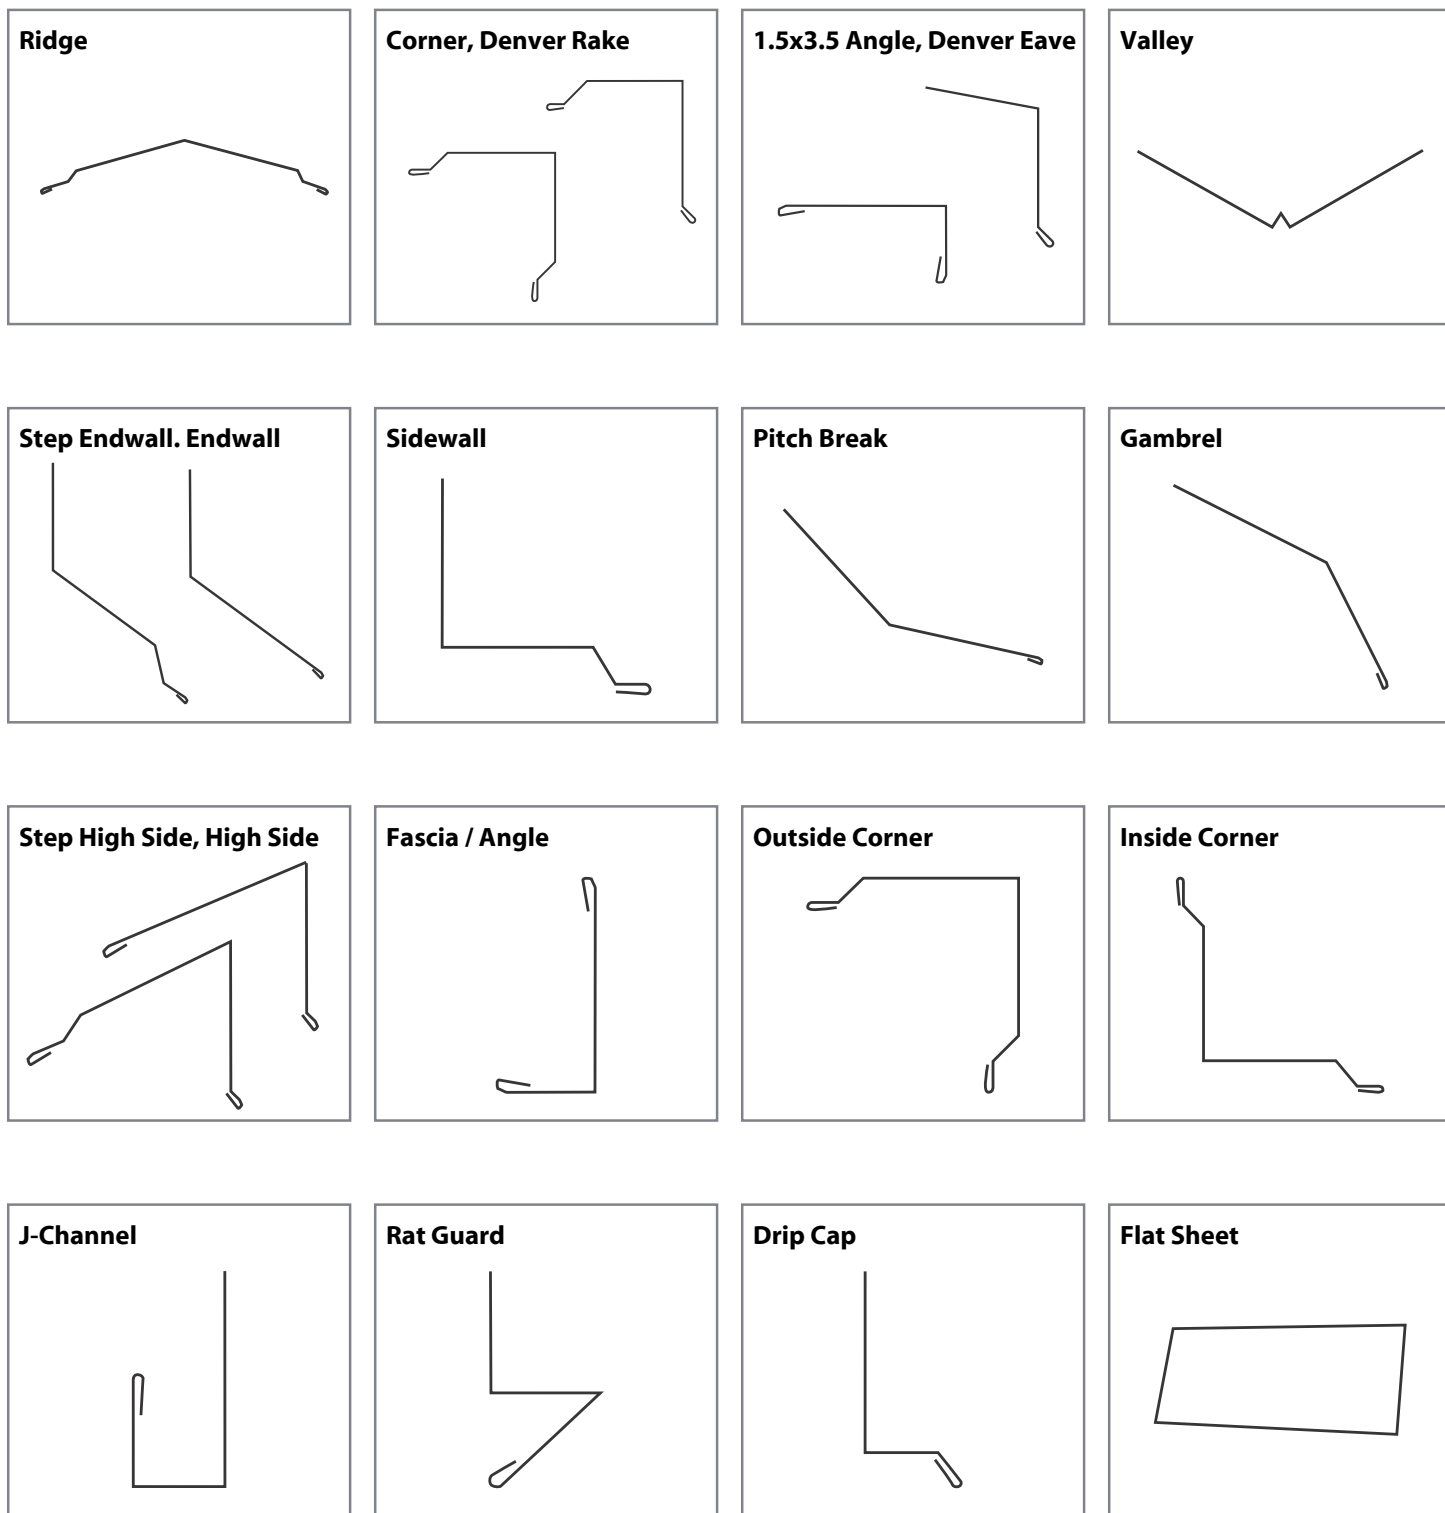 Ridge
Corner, Denver Rake
1.5x3.5 Angle, Denver Eave
Valley
Step Endwall. Endwall
Sidewall
Pitch Break
Gambrel
Step High Side, High Side
Fascia / Angle
Outside Corner
Inside Corner
J-Channel
Rat Guard
Drip Cap
Flat Sheet